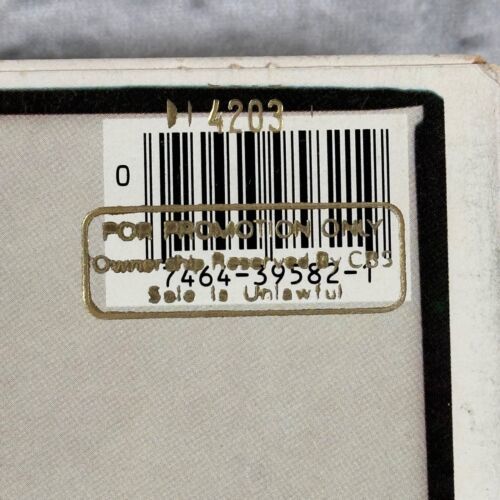 4203
0
FOR PROMOTION ONLY
Ownership Reserved By CBS
7464-39582-1
Sale Is Unlawful